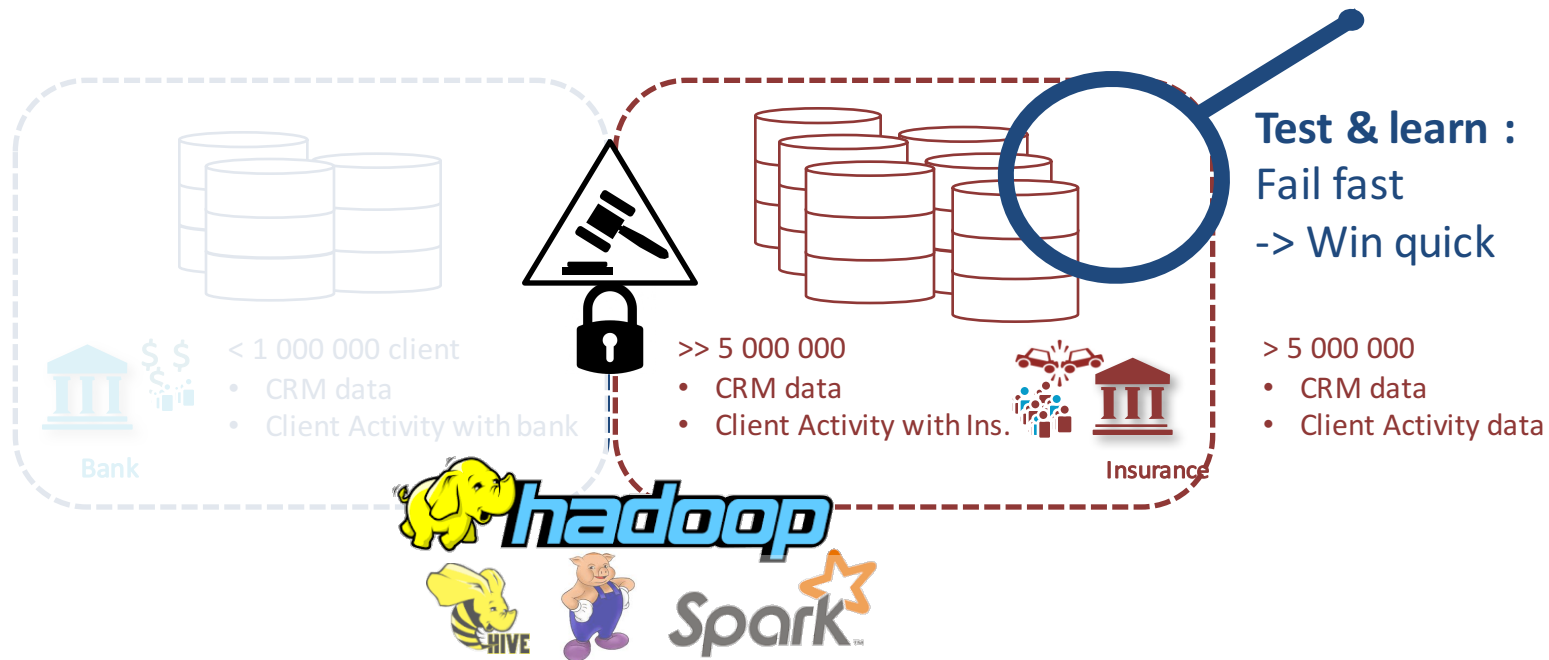 Test & learn :
Fail fast
-> Win quick
$ $
$
< 1 000 000 client
• CRM data
• Client Activity with bank
Bank
>> 5 000 000
• CRM data
• Client Activity with Ins.
Insurance
> 5 000 000
• CRM data
• Client Activity data
hadoop
HIVE
Spark
TM